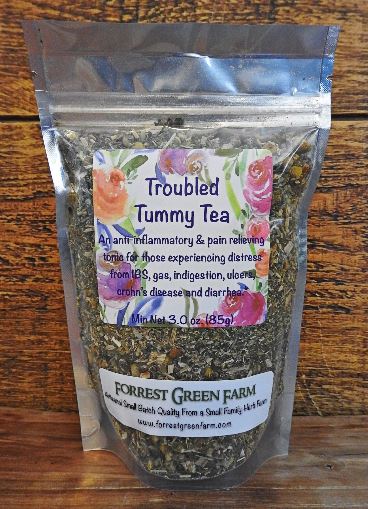 Troubled
Tummy Tea
An anti-inflammatory & pain relieving
tonic for those experiencing distress
from IBS, gas, indigestion, ulcers,
crohn's disease and diarrhea.
Min Net 3.0 oz. (85g)
FORREST GREEN FARM
Artisanal Small Batch Quality From a Small Family Herb Farm
www.forrestgreenfarm.com